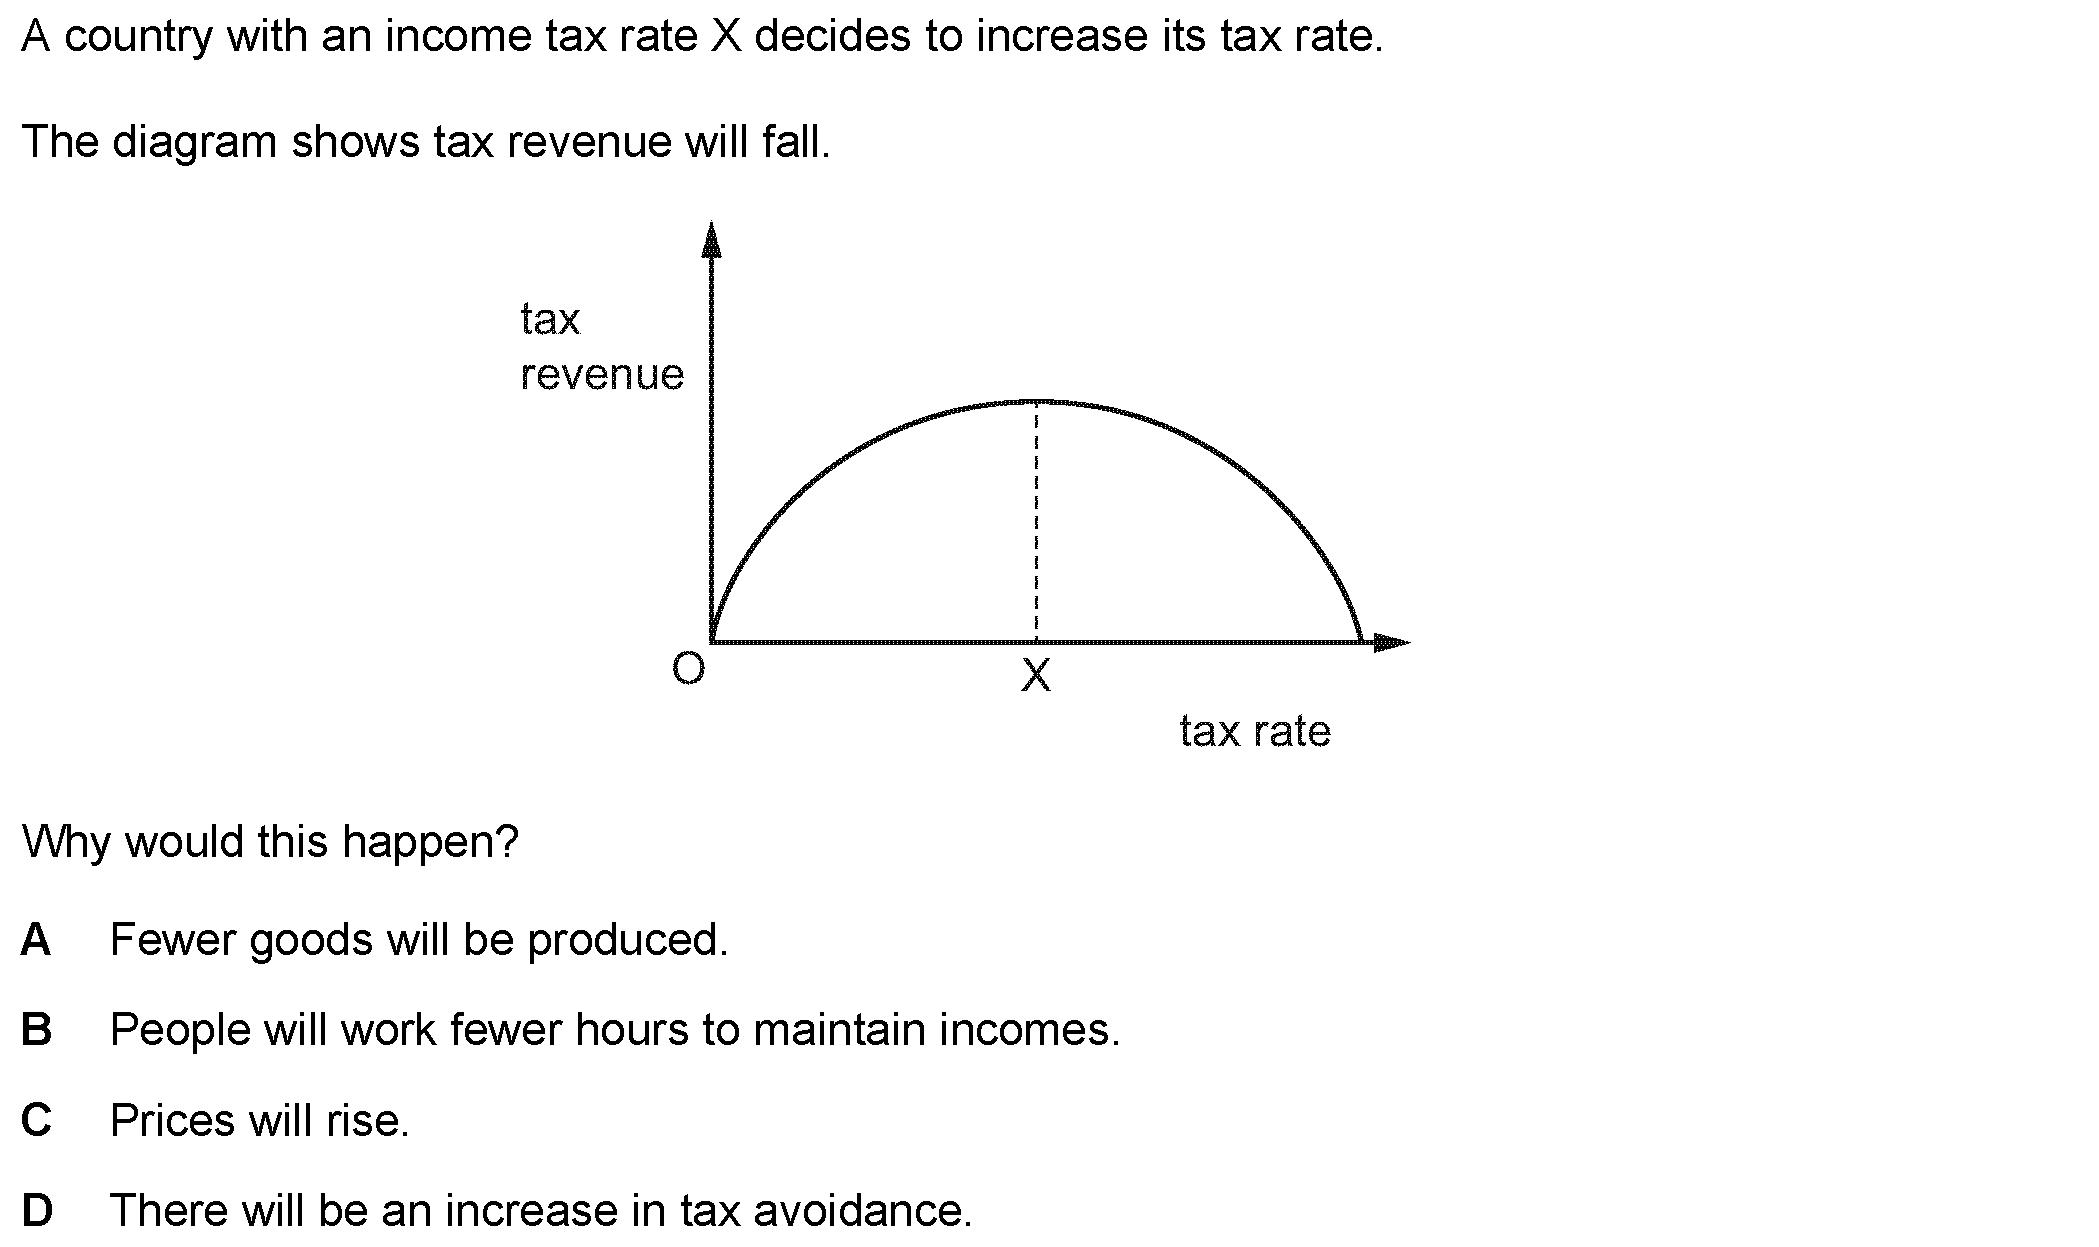 A country with an income tax rate X decides to increase its tax rate.
The diagram shows tax revenue will fall.
tax
revenue
O
X
tax rate
Why would this happen?
A Fewer goods will be produced.
B People will work fewer hours to maintain incomes.
C Prices will rise.
D There will be an increase in tax avoidance.